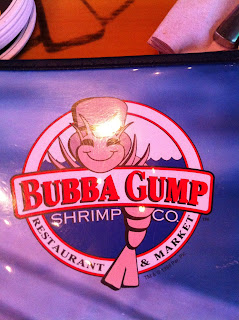 BUBBA GUMP
SHRIMP CO.
RESTAURANT & MARKET